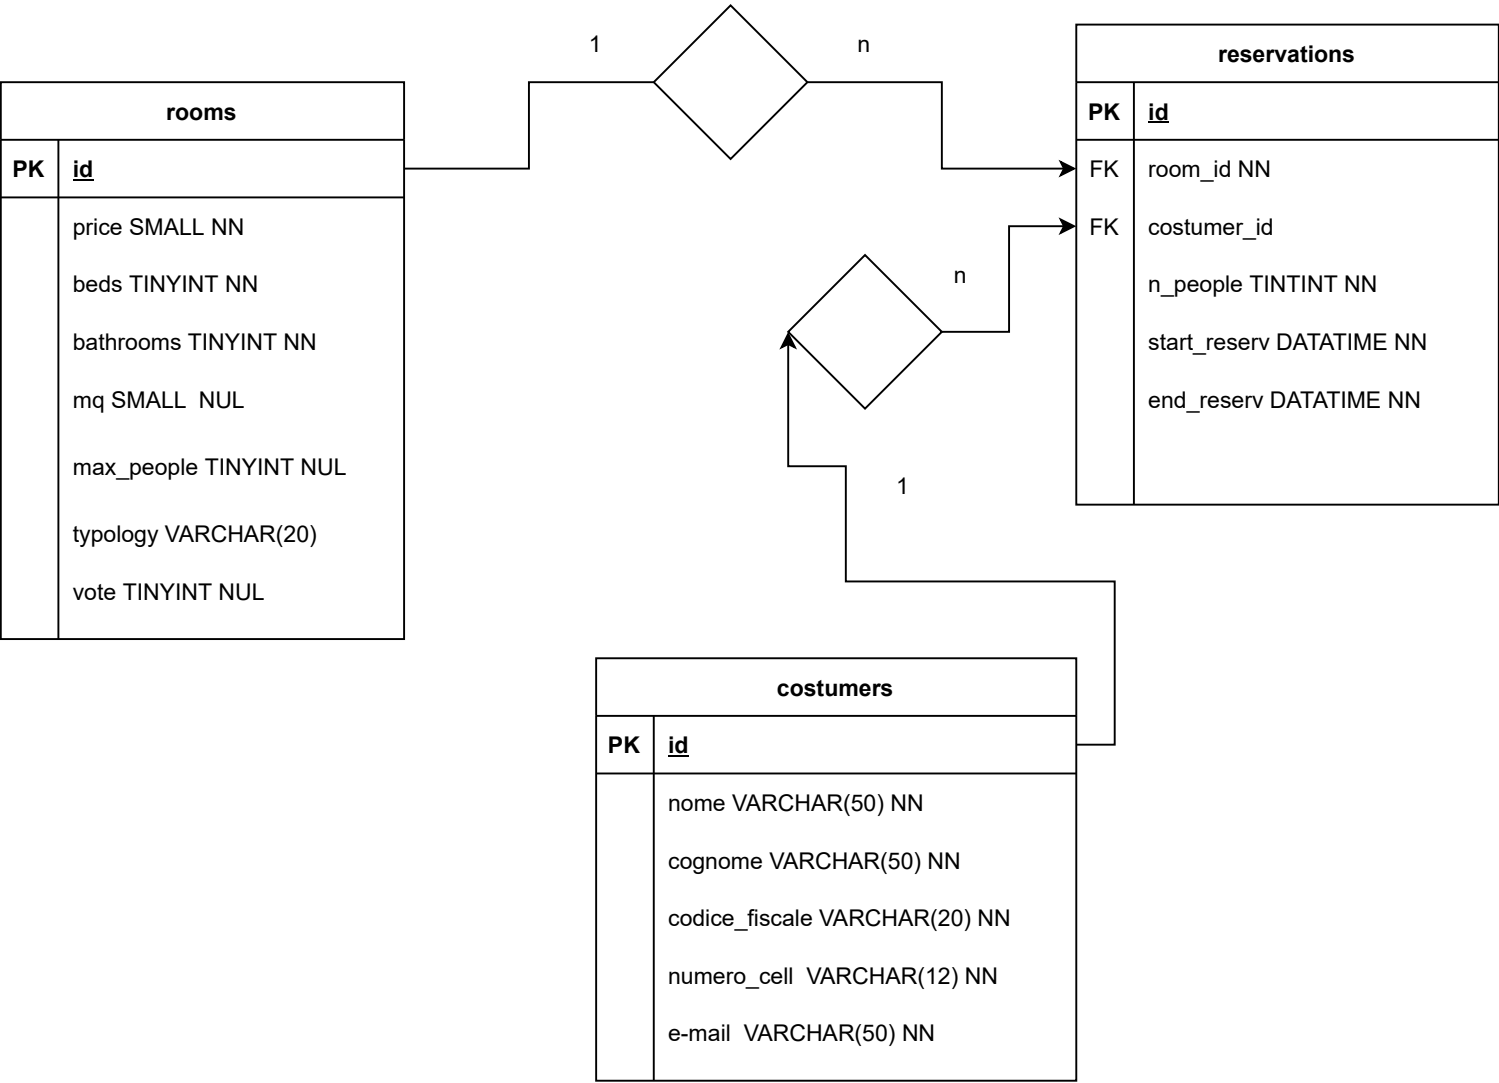 1
n
rooms
PK id
price SMALL NN
beds TINYINT NN
bathrooms TINYINT NN
mq SMALL  NUL
max_people TINYINT NUL
typology VARCHAR(20)
vote TINYINT NUL
reservations
PK id
FK room_id NN
FK costumer_id
n_people TINTINT NN
start_reserv DATATIME NN
end_reserv DATATIME NN
n
1
costumers
PK id
nome VARCHAR(50) NN
cognome VARCHAR(50) NN
codice_fiscale VARCHAR(20) NN
numero_cell  VARCHAR(12) NN
e-mail  VARCHAR(50) NN